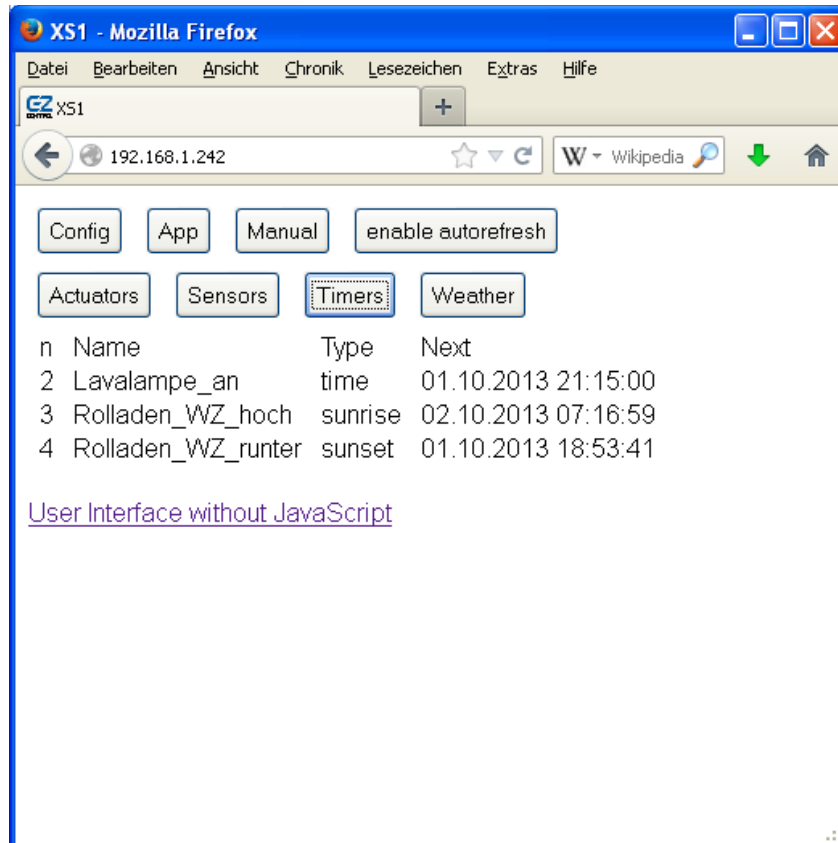 XS1 - Mozilla Firefox
Datei Bearbeiten Ansicht Chronik Lesezeichen Extras Hilfe
EZ CONTROL XS1 +
192.168.1.242 W Wikipedia
Config App Manual enable autorefresh
Actuators Sensors Timers Weather
n Name Type Next
2 Lavalampe_an time 01.10.2013 21:15:00
3 Rolladen_WZ_hoch sunrise 02.10.2013 07:16:59
4 Rolladen_WZ_runter sunset 01.10.2013 18:53:41
User Interface without JavaScript